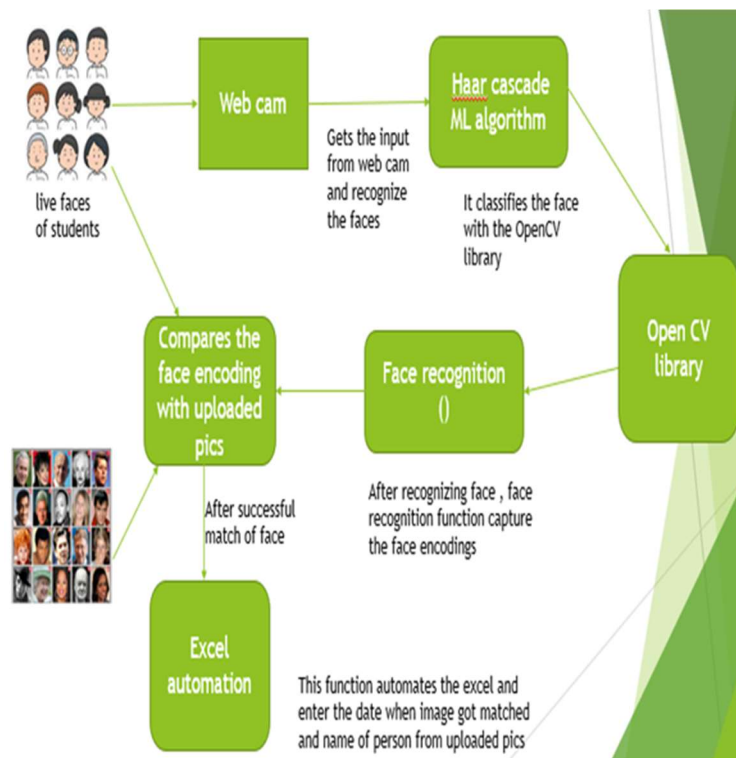 live faces
of students
Web cam
Gets the input
from web cam
and recognize
the faces
Haar cascade
ML algorithm
It classifies the face
with the OpenCV
library
Open CV
library
Face recognition
()
After recognizing face , face
recognition function capture
the face encodings
Compares the
face encoding
with uploaded
pics
After successful
match of face
Excel
automation
This function automates the excel and
enter the date when image got matched
and name of person from uploaded pics